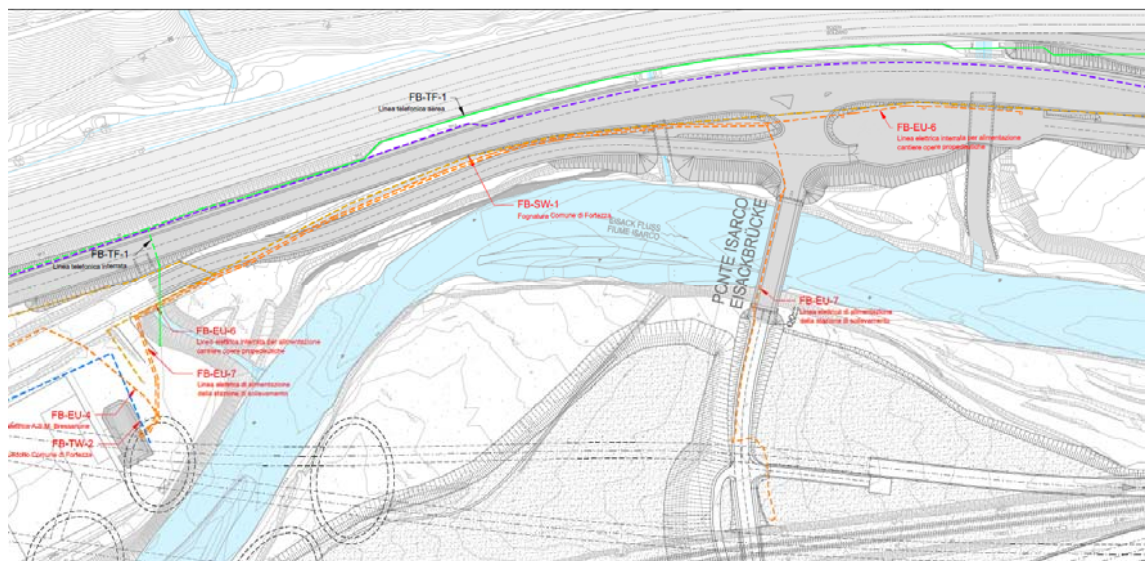 FB-TF-1
Linea telefonica aerea
FB-EU-6
Linea elettrica interrata per alimentazione
cantiere opere propedeutiche
FB-SW-1
Fognatura Comune di Fortezza
EISACK FLUSS
FIUME ISARCO
PONTE ISARCO
EISACKBRÜCKE
FB-TF-1
Linea telefonica interrata
FB-EU-7
Linea elettrica di alimentazione
della stazione di sollevamento
FB-EU-6
Linea elettrica interrata per alimentazione
cantiere opere propedeutiche
FB-EU-7
Linea elettrica di alimentazione
della stazione di sollevamento
FB-EU-4
elettrica A.S.M. Bressanone
FB-TW-2
Comune di Fortezza